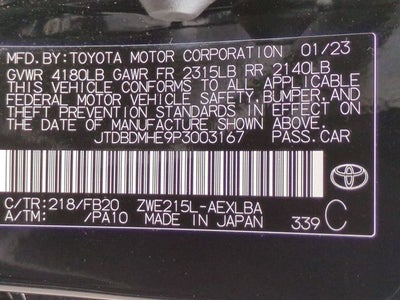 MFD. BY: TOYOTA MOTOR CORPORATION 01/23
GVWR 4180LB GAWR FR 2315LB RR 2140LB
THIS VEHICLE CONFORMS TO ALL APPLICABLE
FEDERAL MOTOR VEHICLE SAFETY, BUMPER, AND
THEFT PREVENTION STANDARDS IN EFFECT ON
THE DATE OF MANUFACTURE SHOWN ABOVE.
JTDBDMHE9P3003167 PASS. CAR
TOYOTA
C/TR: 218/FB20 ZWE215L-AEXLBA
A/TM: /PA10 MADE IN JAPAN 339 C